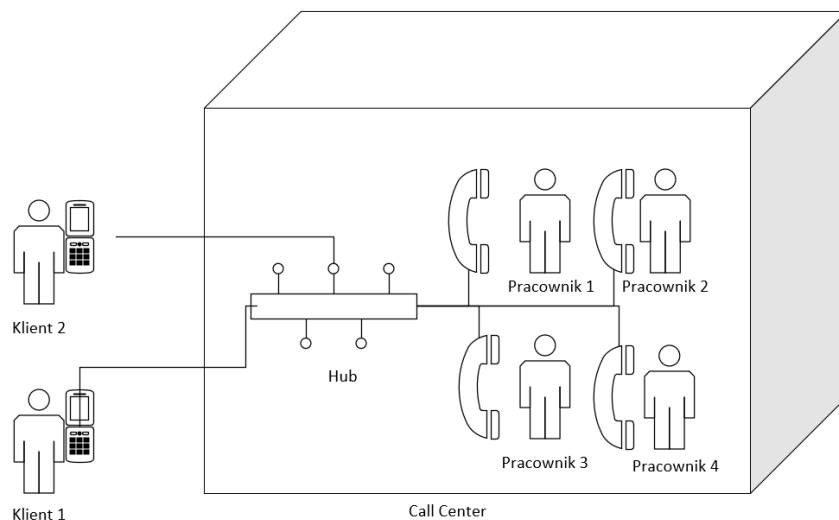 Pracownik 1
Pracownik 2
Klient 2
Hub
Pracownik 3
Pracownik 4
Klient 1
Call Center